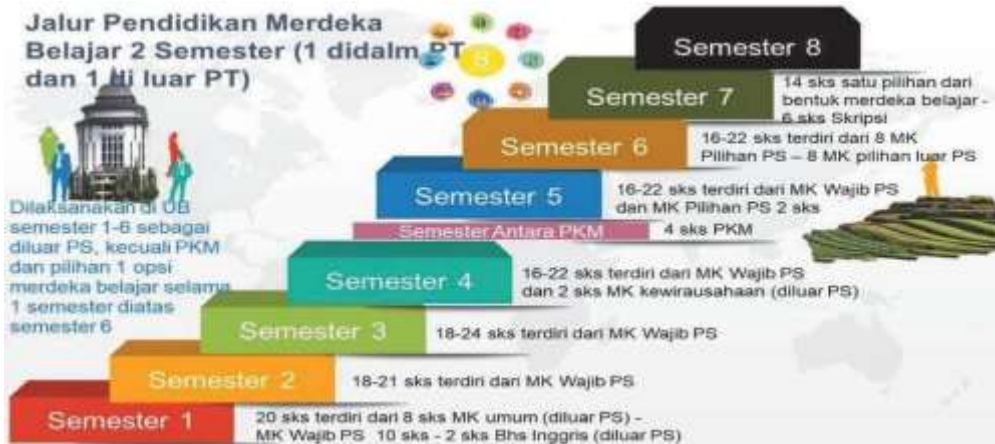 Jalur Pendidikan Merdeka
Belajar 2 Semester (1 didalm PT
dan 1 di luar PT)
Semester 8
Semester 7
14 sks satu pilihan dari
bentuk merdeka belajar -
6 sks Skripsi
Semester 6
16-22 sks terdiri dari 8 MK
Pilihan PS – 8 MK pilihan luar PS
Semester 5
16-22 sks terdiri dari MK Wajib PS
dan MK Pilihan PS 2 sks
Semester Antara PKM
4 sks PKM
Dilaksanakan di UB
semester 1-6 sebagai
diluar PS, kecuali PKM
dan pilihan 1 opsi
merdeka belajar selama
1 semester diatas
semester 6
Semester 4
16-22 sks terdiri dari MK Wajib PS
dan 2 sks MK kewirausahaan (diluar PS)
Semester 3
18-24 sks terdiri dari MK Wajib PS
Semester 2
18-21 sks terdiri dari MK Wajib PS
Semester 1
20 sks terdiri dari 8 sks MK umum (diluar PS) -
MK Wajib PS 10 sks - 2 sks Bhs Inggris (diluar PS)